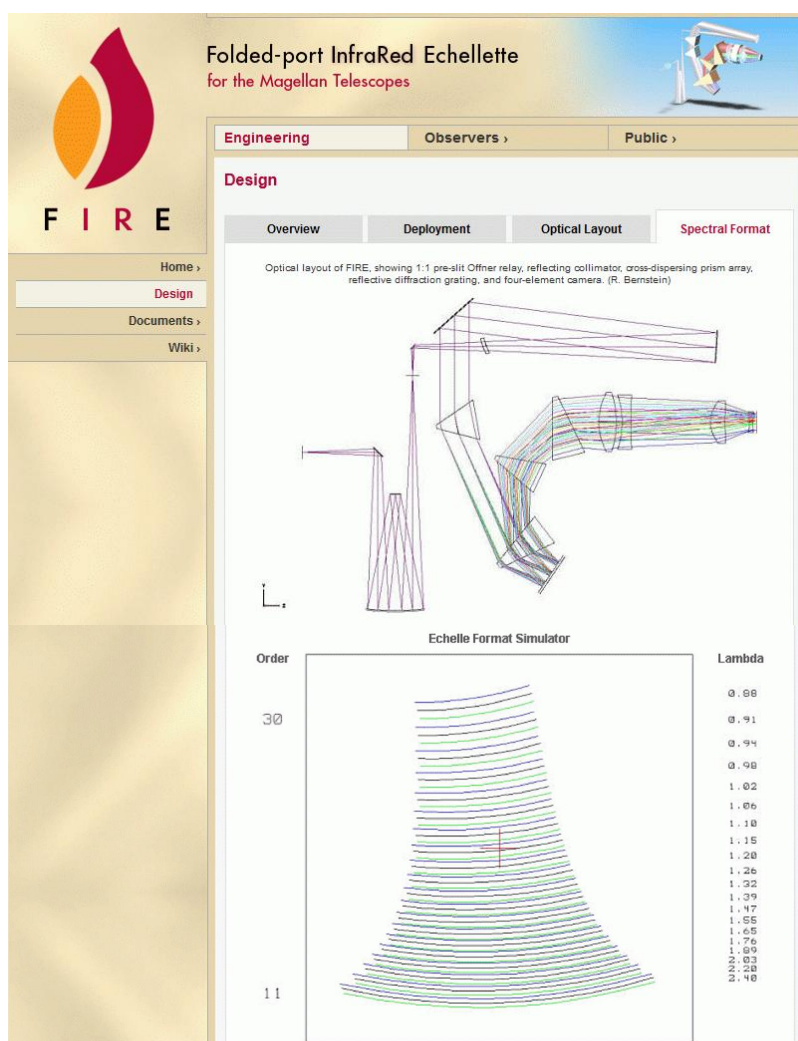 Folded-port InfraRed Echellette
for the Magellan Telescopes
F I R E
Engineering
Observers ›
Public ›
Design
Overview
Deployment
Optical Layout
Spectral Format
Home ›
Design
Documents ›
Wiki ›
Optical layout of FIRE, showing 1:1 pre-slit Offner relay, reflecting collimator, cross-dispersing prism array,
reflective diffraction grating, and four-element camera. (R. Bernstein)
Y
Z
Echelle Format Simulator
Order
Lambda
30
11
0.88
0.91
0.94
0.98
1.02
1.06
1.10
1.15
1.20
1.26
1.32
1.39
1.47
1.55
1.65
1.76
1.89
2.03
2.20
2.40